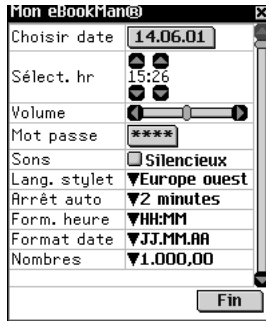 Mon eBookMan®
Choisir date 14.06.01
Sélect. hr 15:26
Volume
Mot passe ****
Sons Silencieux
Lang. stylet ▼Europe ouest
Arrêt auto ▼2 minutes
Form. heure ▼HH:MM
Format date ▼JJ.MM.AA
Nombres ▼1.000,00
Fin